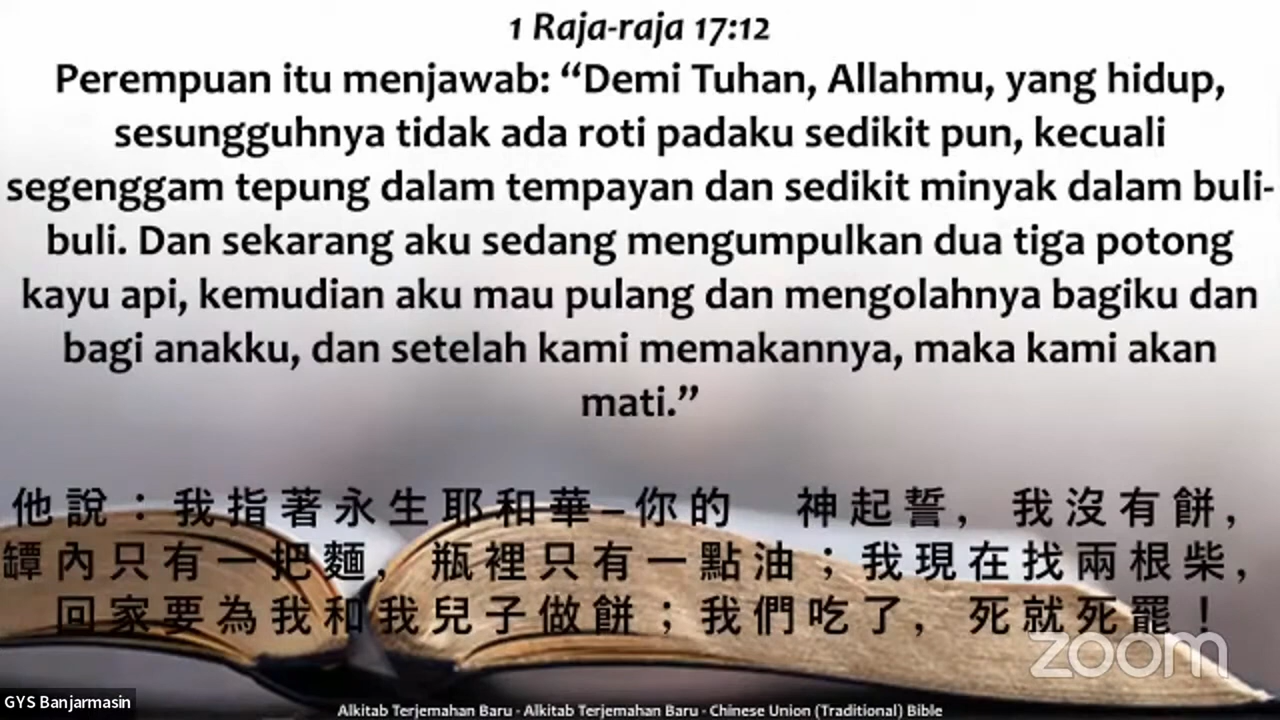 1 Raja-raja 17:12
Perempuan itu menjawab: “Demi Tuhan, Allahmu, yang hidup,
sesungguhnya tidak ada roti padaku sedikit pun, kecuali
segenggam tepung dalam tempayan dan sedikit minyak dalam buli-
buli. Dan sekarang aku sedang mengumpulkan dua tiga potong
kayu api, kemudian aku mau pulang dan mengolahnya bagiku dan
bagi anakku, dan setelah kami memakannya, maka kami akan
mati.”
他說：我指著永生耶和華─你的　神起誓，我沒有餅，
罈內只有一把麵，瓶裡只有一點油；我現在找兩根柴，
回家要為我和我兒子做餅；我們吃了，死就死罷！
zoom
GYS Banjarmasin
Alkitab Terjemahan Baru - Alkitab Terjemahan Baru - Chinese Union (Traditional) Bible